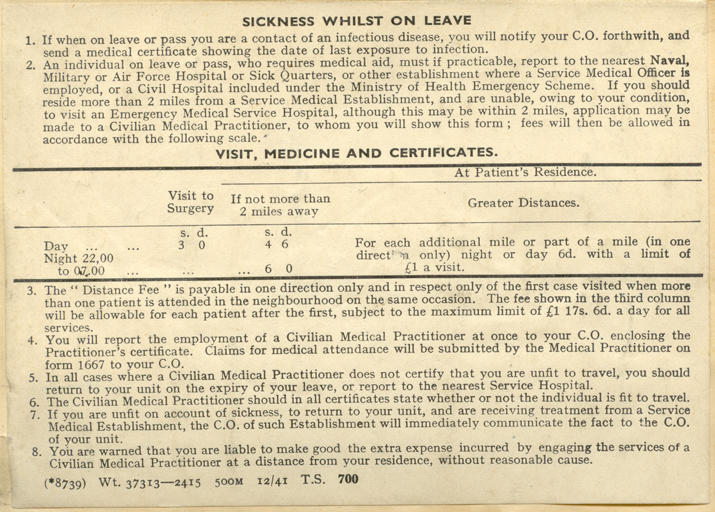 SICKNESS WHILST ON LEAVE
1. If when on leave or pass you are a contact of an infectious disease, you will notify your C.O. forthwith, and
send a medical certificate showing the date of last exposure to infection.
2. An individual on leave or pass, who requires medical aid, must if practicable, report to the nearest Naval,
Military or Air Force Hospital or Sick Quarters, or other establishment where a Service Medical Officer is
employed, or a Civil Hospital included under the Ministry of Health Emergency Scheme. If you should
reside more than 2 miles from a Service Medical Establishment, and are unable, owing to your condition,
to visit an Emergency Medical Service Hospital, although this may be within 2 miles, application may be
made to a Civilian Medical Practitioner, to whom you will show this form ; fees will then be allowed in
accordance with the following scale.
VISIT, MEDICINE AND CERTIFICATES.
At Patient's Residence.
Visit to Surgery
If not more than 2 miles away
Greater Distances.
s. d. s. d.
Day ... ... 3 0 4 6 For each additional mile or part of a mile (in one
Night 22,00 only) night or day 6d. with a limit of
to 07.00 ... ... ... 6 0 £1 a visit.
3. The “ Distance Fee ” is payable in one direction only and in respect only of the first case visited when more
than one patient is attended in the neighbourhood on the same occasion. The fee shown in the third column
will be allowable for each patient after the first, subject to the maximum limit of £1 17s. 6d. a day for all
services.
4. You will report the employment of a Civilian Medical Practitioner at once to your C.O. enclosing the
Practitioner's certificate. Claims for medical attendance will be submitted by the Medical Practitioner on
form 1667 to your C.O.
5. In all cases where a Civilian Medical Practitioner does not certify that you are unfit to travel, you should
return to your unit on the expiry of your leave, or report to the nearest Service Hospital.
6. The Civilian Medical Practitioner should in all certificates state whether or not the individual is fit to travel.
7. If you are unfit on account of sickness, to return to your unit, and are receiving treatment from a Service
Medical Establishment, the C.O. of such Establishment will immediately communicate the fact to the C.O.
of your unit.
8. You are warned that you are liable to make good the extra expense incurred by engaging the services of a
Civilian Medical Practitioner at a distance from your residence, without reasonable cause.
(*8739) Wt. 37313—2415 500M 12/41 T.S. 700